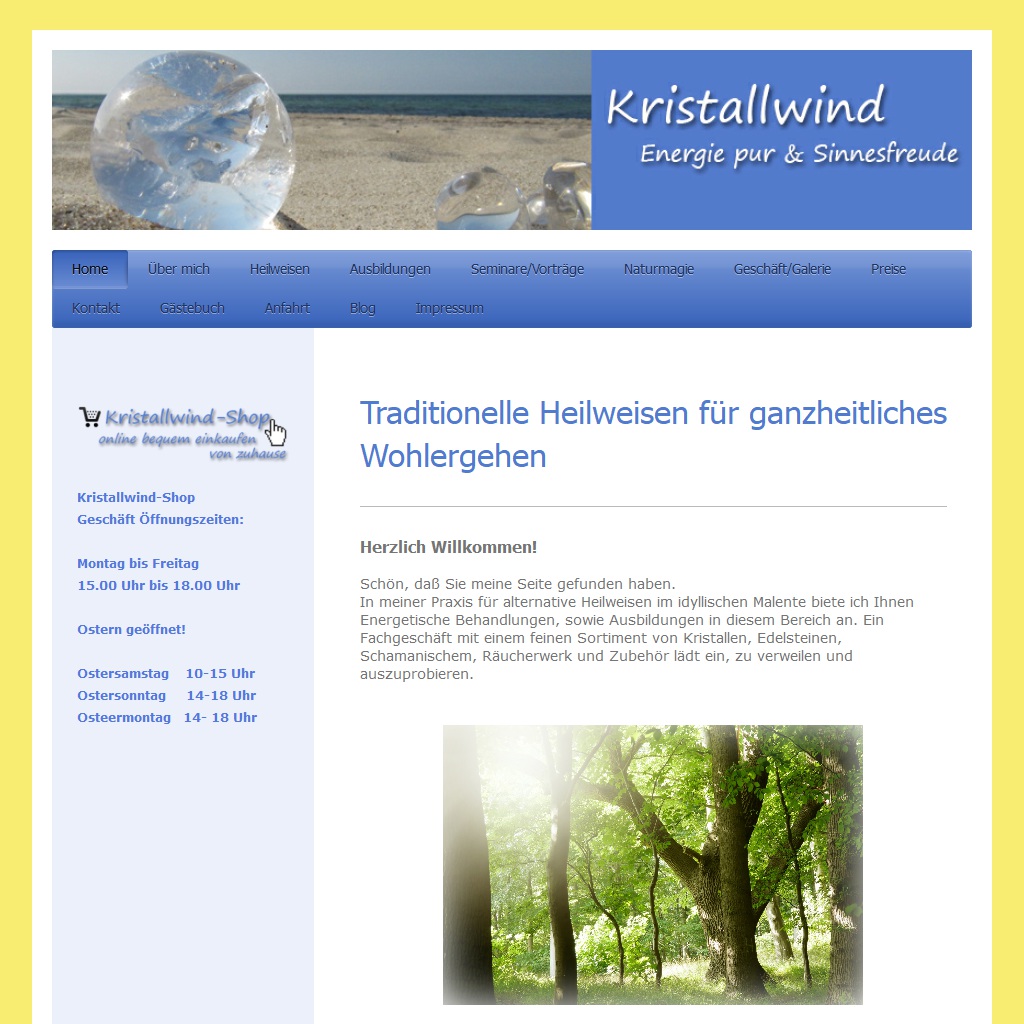 Kristallwind
Energie pur & Sinnesfreude
Home Über mich Heilweisen Ausbildungen Seminare/Vorträge Naturmagie Geschäft/Galerie Preise
Kontakt Gästebuch Anfahrt Blog Impressum
Kristallwind-Shop
online bequem einkaufen
von zuhause
Kristallwind-Shop
Geschäft Öffnungszeiten:
Montag bis Freitag
15.00 Uhr bis 18.00 Uhr
Ostern geöffnet!
Ostersamstag 10-15 Uhr
Ostersonntag 14-18 Uhr
Osteermontag 14- 18 Uhr
Traditionelle Heilweisen für ganzheitliches
Wohlergehen
Herzlich Willkommen!
Schön, daß Sie meine Seite gefunden haben.
In meiner Praxis für alternative Heilweisen im idyllischen Malente biete ich Ihnen
Energetische Behandlungen, sowie Ausbildungen in diesem Bereich an. Ein
Fachgeschäft mit einem feinen Sortiment von Kristallen, Edelsteinen,
Schamanischem, Räucherwerk und Zubehör lädt ein, zu verweilen und
auszuprobieren.